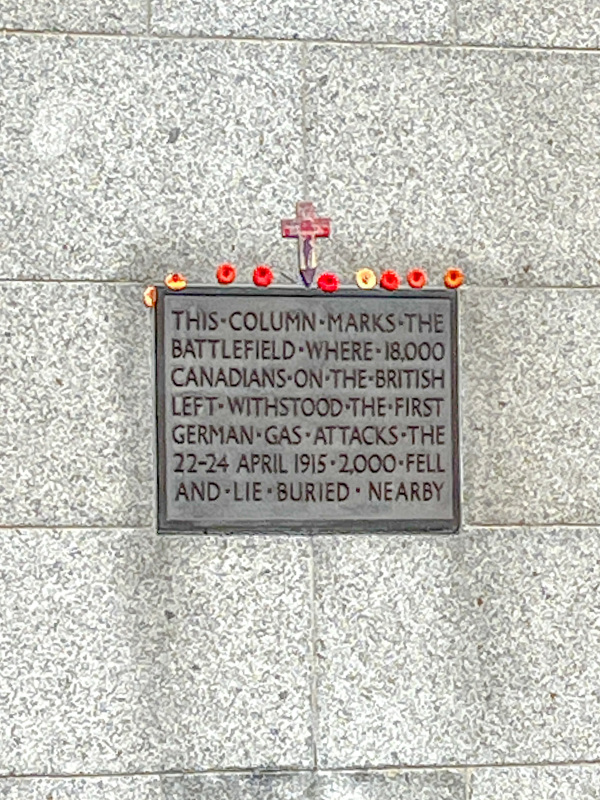 THIS·COLUMN·MARKS·THE
BATTLEFIELD·WHERE·18,000
CANADIANS·ON·THE·BRITISH
LEFT·WITHSTOOD·THE·FIRST
GERMAN·GAS·ATTACKS·THE
22-24 APRIL 1915·2,000·FELL
AND·LIE·BURIED·NEARBY